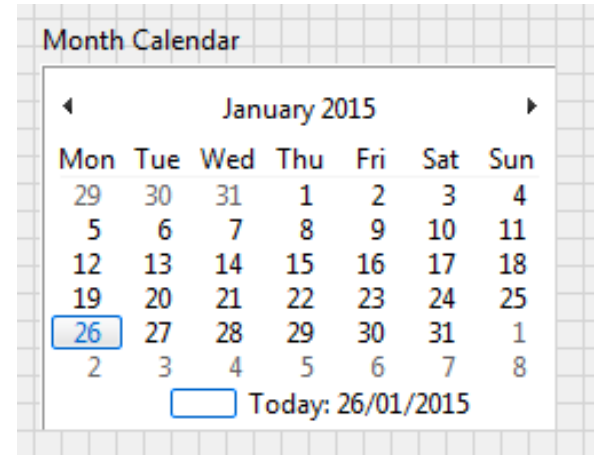 Month Calendar
January 2015
Mon Tue Wed Thu Fri Sat Sun
29 30 31 1 2 3 4
5 6 7 8 9 10 11
12 13 14 15 16 17 18
19 20 21 22 23 24 25
26 27 28 29 30 31 1
2 3 4 5 6 7 8
Today: 26/01/2015